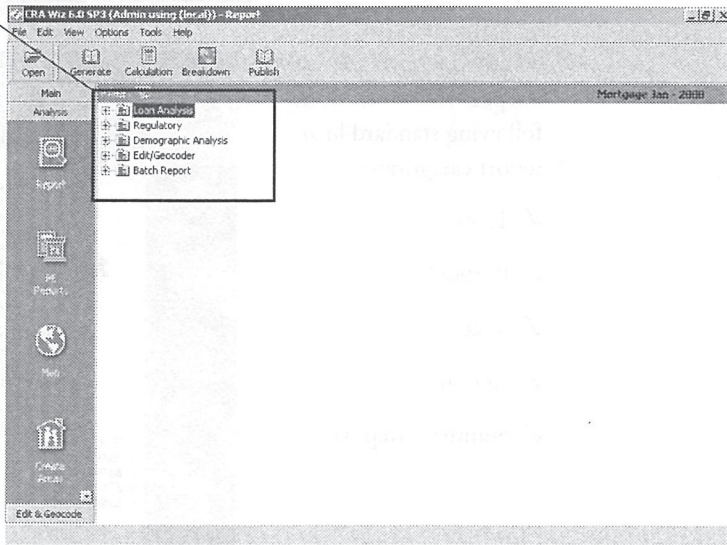 CRA Wiz 6.0 SP3 (Admin using (local)) - Report
File Edit View Options Tools Help
Open Generate Calculation Breakdown Publish
Main
Mortgage Jan - 2000
Analysis
Loan Analysis
Regulatory
Demographic Analysis
Edit/Geocoder
Batch Report
Report
PE
Reports
Create
Areas
Edit & Geocode